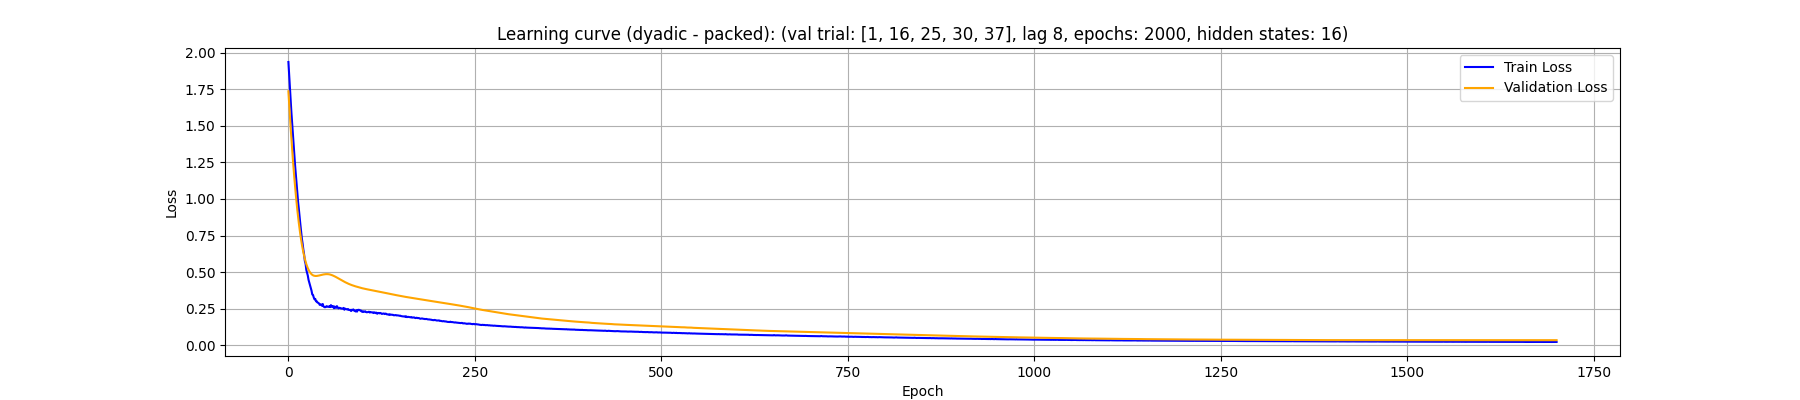 Learning curve (dyadic - packed): (val trial: [1, 16, 25, 30, 37], lag 8, epochs: 2000, hidden states: 16)
Train Loss
Validation Loss
2.00
1.75
1.50
1.25
1.00
0.75
0.50
0.25
0.00
Loss
0 250 500 750 1000 1250 1500 1750
Epoch